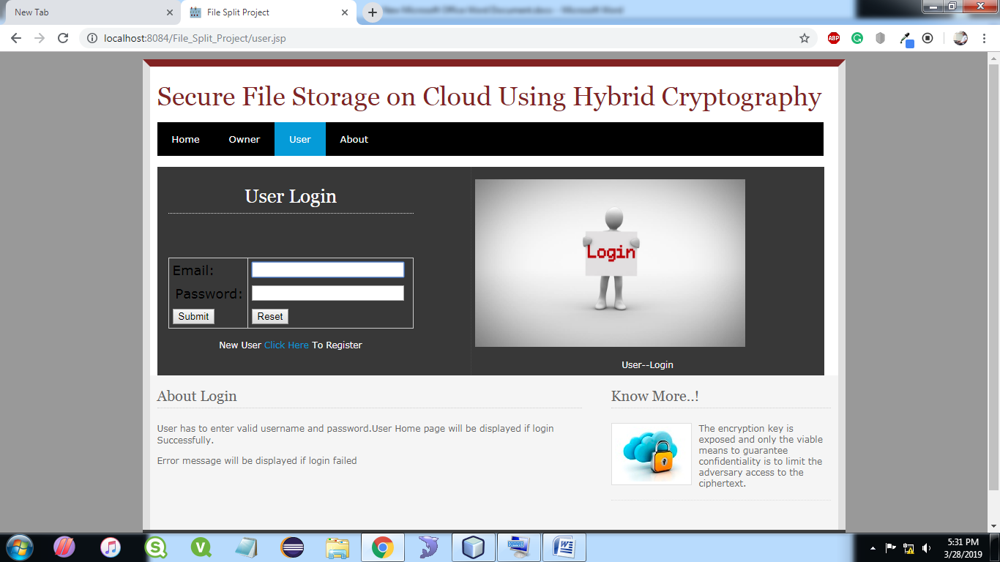 New Tab
File Split Project
New Microsoft Office Word Document.docx - Microsoft Word
localhost:8084/File_Split_Project/user.jsp
ABP
Secure File Storage on Cloud Using Hybrid Cryptography
Home Owner User About
User Login
Email:
Password:
Submit Reset
New User Click Here To Register
Login
User--Login
About Login
User has to enter valid username and password.User Home page will be displayed if login
Successfully.
Error message will be displayed if login failed
Know More..!
The encryption key is
exposed and only the viable
means to guarantee
confidentiality is to limit the
adversary access to the
ciphertext.
5:31 PM
3/28/2019